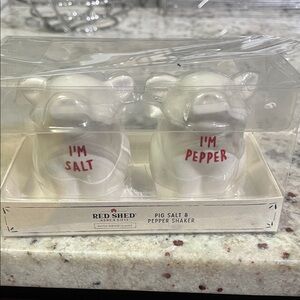 I'M
SALT
I'M
PEPPER
RED SHED
PIG SALT &
PEPPER SHAKER